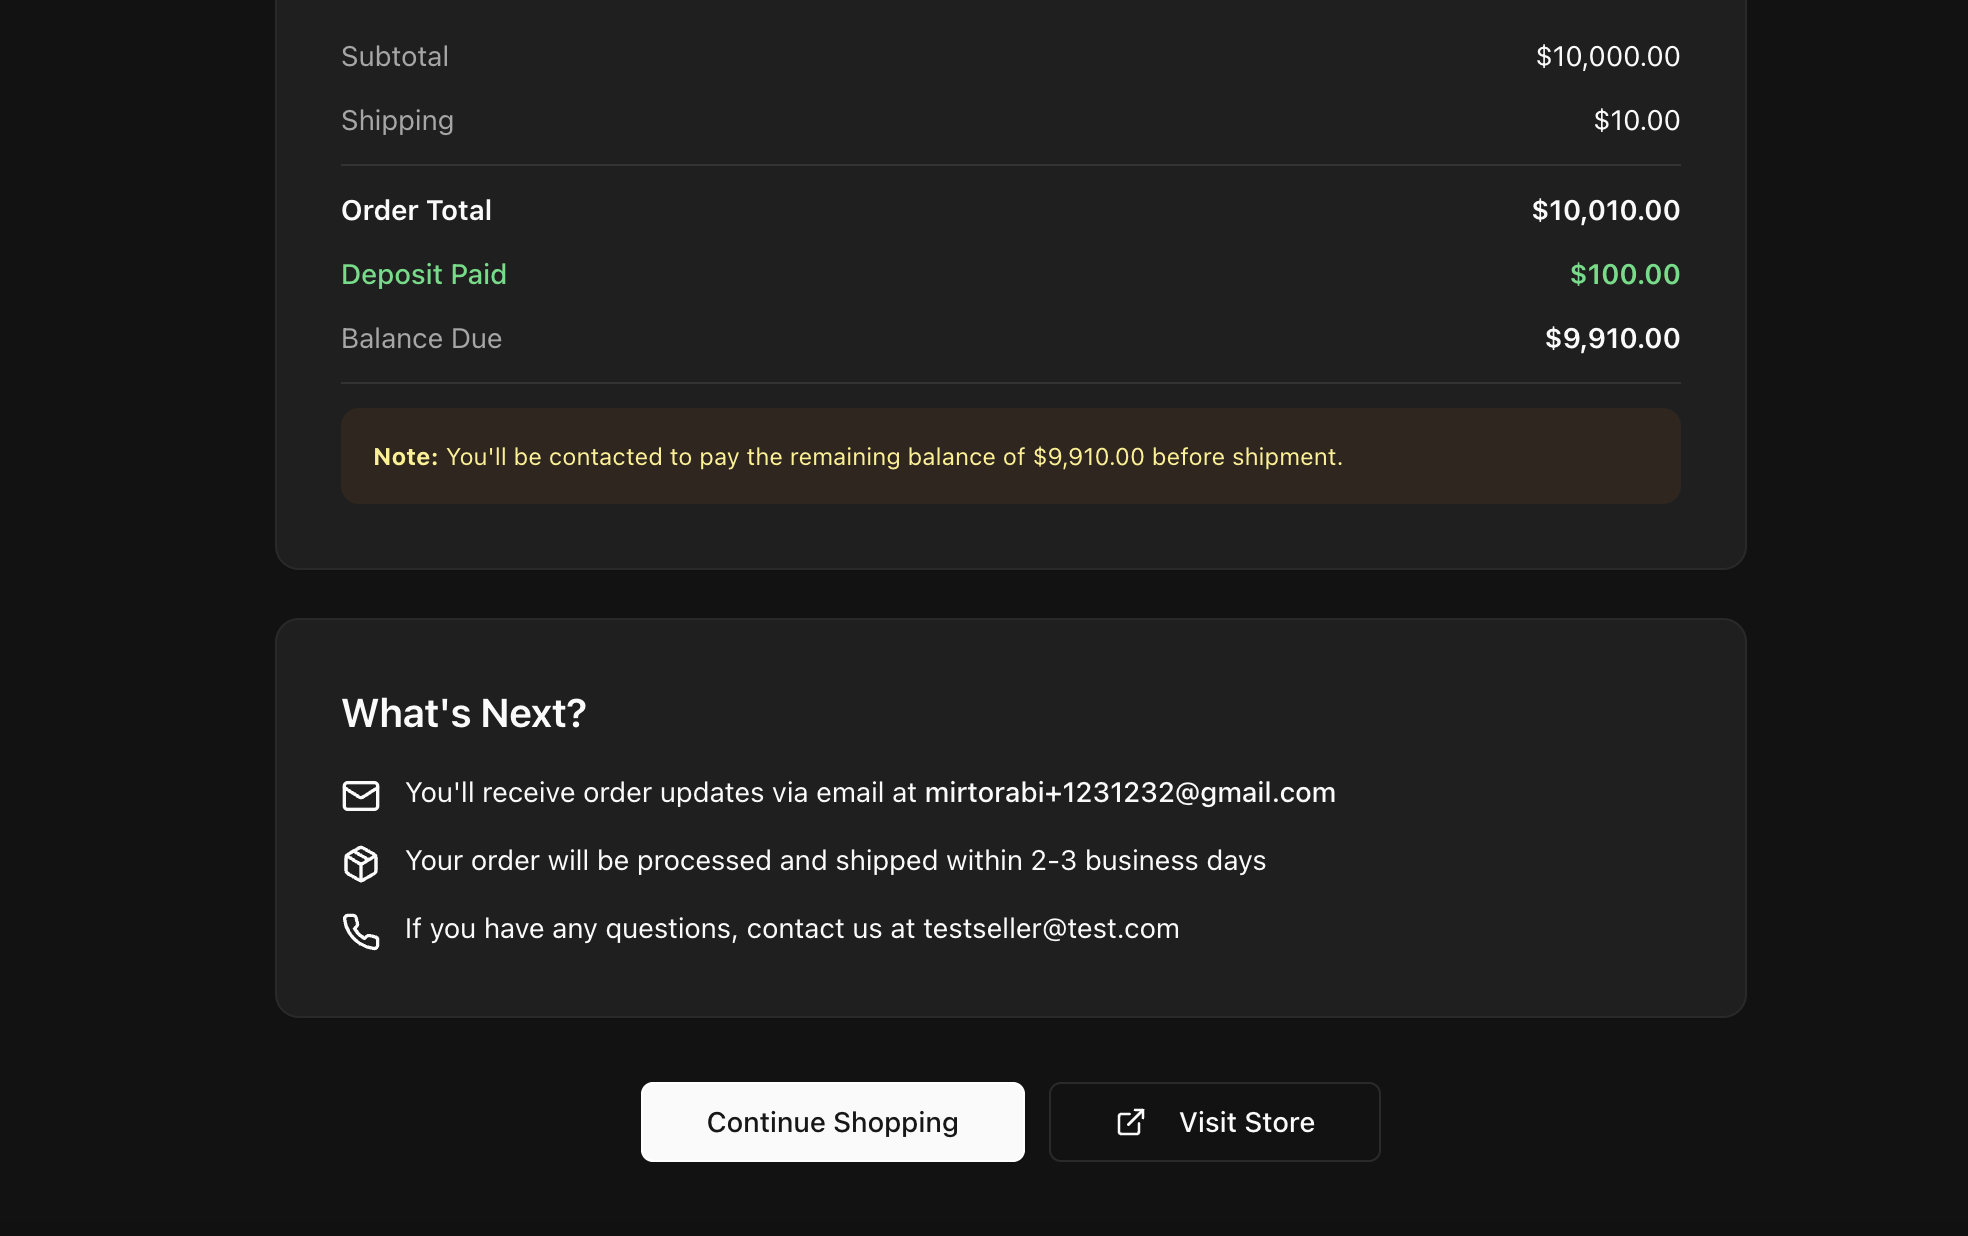 Subtotal $10,000.00
Shipping $10.00
Order Total $10,010.00
Deposit Paid $100.00
Balance Due $9,910.00
Note: You'll be contacted to pay the remaining balance of $9,910.00 before shipment.
What's Next?
You'll receive order updates via email at mirtorabi+1231232@gmail.com
Your order will be processed and shipped within 2-3 business days
If you have any questions, contact us at testseller@test.com
Continue Shopping Visit Store